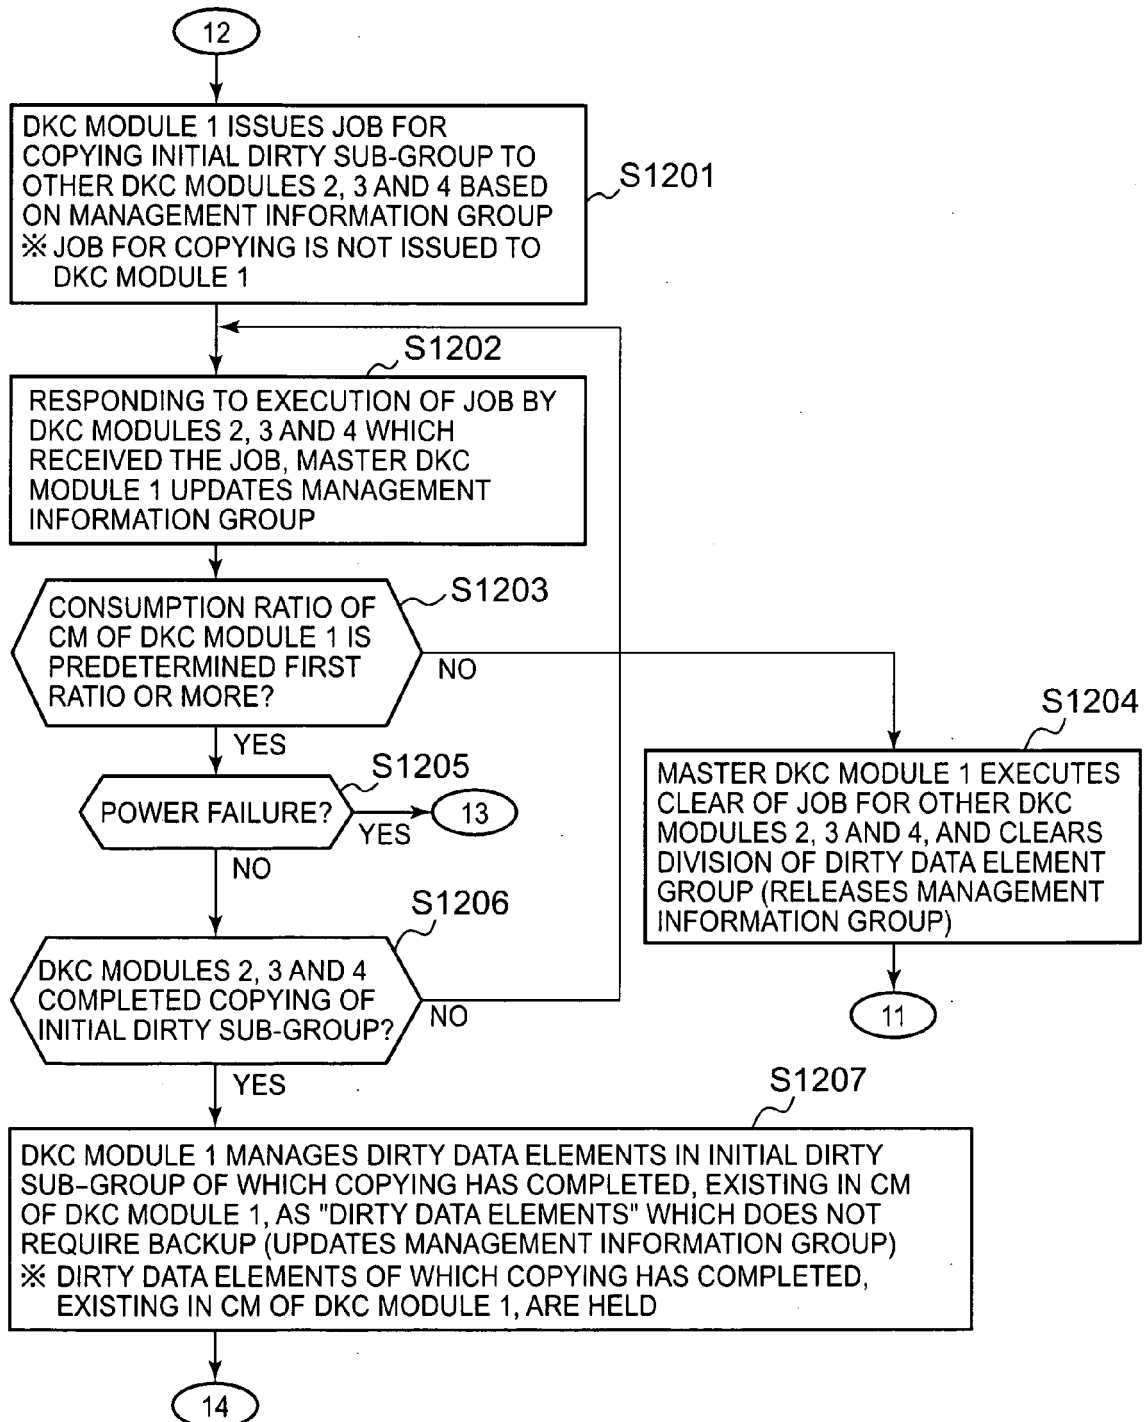 12
DKC MODULE 1 ISSUES JOB FOR
COPYING INITIAL DIRTY SUB-GROUP TO
OTHER DKC MODULES 2, 3 AND 4 BASED
ON MANAGEMENT INFORMATION GROUP
※ JOB FOR COPYING IS NOT ISSUED TO
DKC MODULE 1
S1201
S1202
RESPONDING TO EXECUTION OF JOB BY
DKC MODULES 2, 3 AND 4 WHICH
RECEIVED THE JOB, MASTER DKC
MODULE 1 UPDATES MANAGEMENT
INFORMATION GROUP
S1203
CONSUMPTION RATIO OF
CM OF DKC MODULE 1 IS
PREDETERMINED FIRST
RATIO OR MORE?
NO
YES
S1204
MASTER DKC MODULE 1 EXECUTES
CLEAR OF JOB FOR OTHER DKC
MODULES 2, 3 AND 4, AND CLEARS
DIVISION OF DIRTY DATA ELEMENT
GROUP (RELEASES MANAGEMENT
INFORMATION GROUP)
11
S1205
POWER FAILURE?
YES
13
NO
S1206
DKC MODULES 2, 3 AND 4
COMPLETED COPYING OF
INITIAL DIRTY SUB-GROUP?
NO
YES
S1207
DKC MODULE 1 MANAGES DIRTY DATA ELEMENTS IN INITIAL DIRTY
SUB-GROUP OF WHICH COPYING HAS COMPLETED, EXISTING IN CM
OF DKC MODULE 1, AS "DIRTY DATA ELEMENTS" WHICH DOES NOT
REQUIRE BACKUP (UPDATES MANAGEMENT INFORMATION GROUP)
※ DIRTY DATA ELEMENTS OF WHICH COPYING HAS COMPLETED,
EXISTING IN CM OF DKC MODULE 1, ARE HELD
14